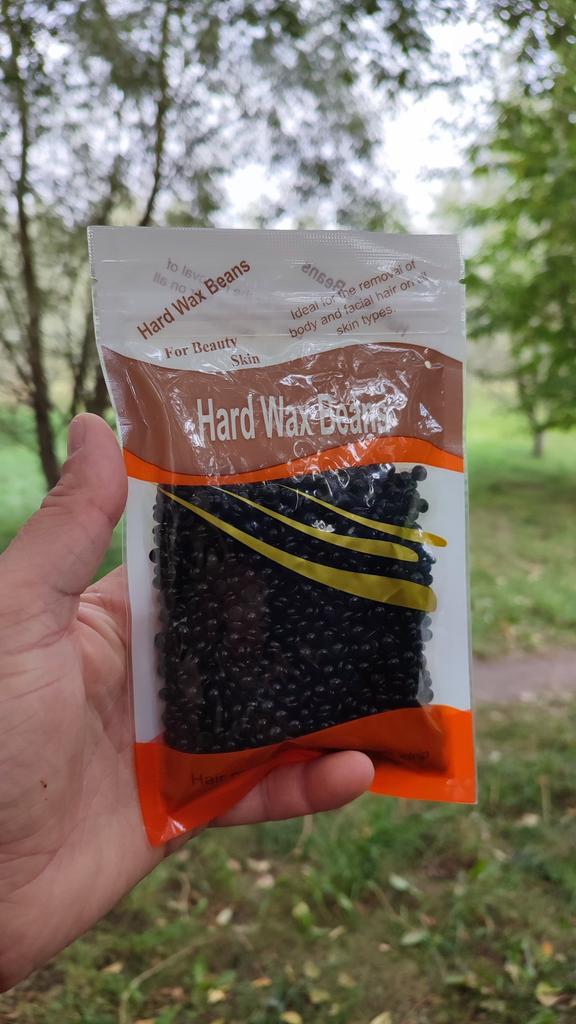 Hard Wax Beans
Ideal for the removal of
body and facial hair on all
skin types.
For Beauty
Skin
Hard Wax Beans
Hair